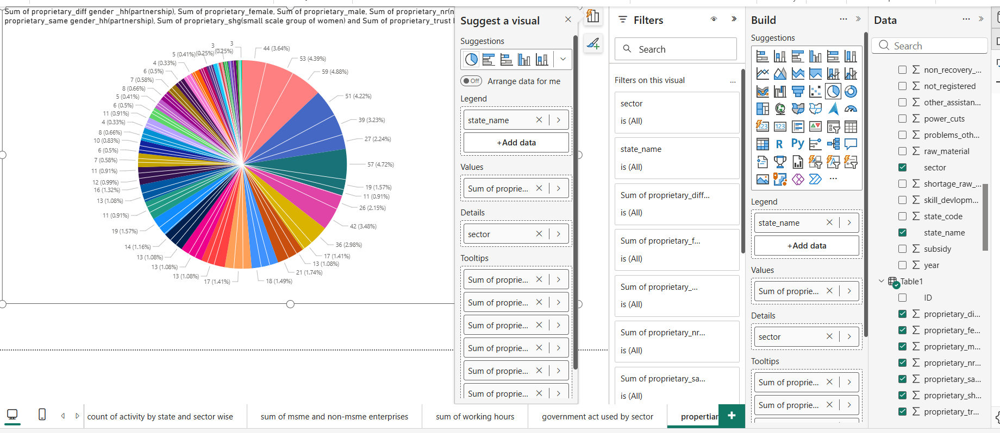 Sum of proprietary_diff gender _hh(partnership), Sum of proprietary_female, Sum of proprietary_male, Sum of proprietary_nr(n
proprietary_same gender_hh(partnership), Sum of proprietary_shg(small scale group of women) and Sum of proprietary_trust
3
3
5 (0.41%)
(0.25%)
(0.25%)
4 (0.33%)
6 (0.5%)
7 (0.58%)
8 (0.66%)
5 (0.41%)
6 (0.5%)
11 (0.91%)
4 (0.33%)
8 (0.66%)
10 (0.83%)
6 (0.5%)
7 (0.58%)
11 (0.91%)
12 (0.99%)
16 (1.32%)
13 (1.08%)
11 (0.91%)
19 (1.57%)
14 (1.16%)
13 (1.08%)
13 (1.08%)
13 (1.08%)
17 (1.41%)
44 (3.64%)
53 (4.39%)
59 (4.88%)
51 (4.22%)
39 (3.23%)
27 (2.24%)
57 (4.72%)
19 (1.57%)
11 (0.91%)
26 (2.15%)
42 (3.48%)
36 (2.98%)
17 (1.41%)
13 (1.08%)
21 (1.74%)
18 (1.49%)
Suggest a visual
Suggestions
Off Arrange data for me
Legend
state_name
+Add data
Values
Sum of proprie...
Details
sector
Tooltips
Sum of proprie...
Sum of proprie...
Sum of proprie...
Sum of proprie...
Sum of proprie...
Sum of proprie...
Filters
Search
Filters on this visual ...
sector
is (All)
state_name
is (All)
Sum of proprietary_diff...
is (All)
Sum of proprietary_f...
is (All)
Sum of proprietary_...
is (All)
Sum of proprietary_nr...
is (All)
Sum of proprietary_sa...
is (All)
Build
Suggestions
123
123
R Py
Legend
state_name
+Add data
Values
Sum of proprie...
Details
sector
Tooltips
Sum of proprie...
Sum of proprie...
Data
Search
non_recovery_...
not_registered
other_assistan...
power_cuts
problems_oth...
raw_material
sector
shortage_raw_...
skill_devlopm...
state_code
state_name
subsidy
year
Table1
ID
proprietary_di...
proprietary_fe...
proprietary_m...
proprietary_nr...
proprietary_sa...
proprietary_sh...
proprietary_tr...
count of activity by state and sector wise
sum of msme and non-msme enterprises
sum of working hours
government act used by sector
propertiar